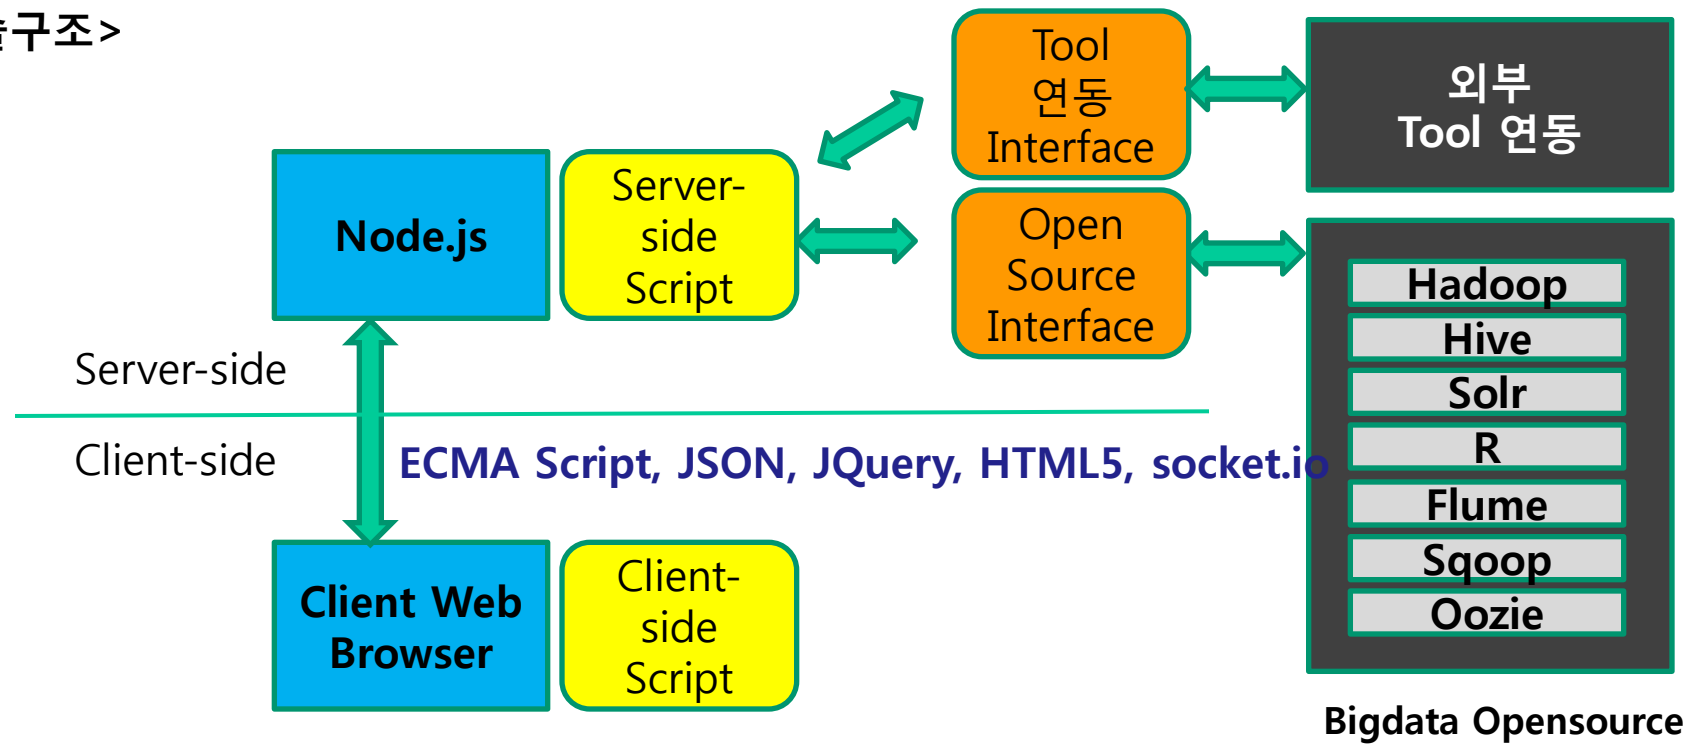 술구조>
Tool
연동
Interface
외부
Tool 연동
Node.js
Server-
side
Script
Open
Source
Interface
Hadoop
Hive
Solr
R
Flume
Sqoop
Oozie
Server-side
Client-side
ECMA Script, JSON, JQuery, HTML5, socket.io
Client Web
Browser
Client-
side
Script
Bigdata Opensource